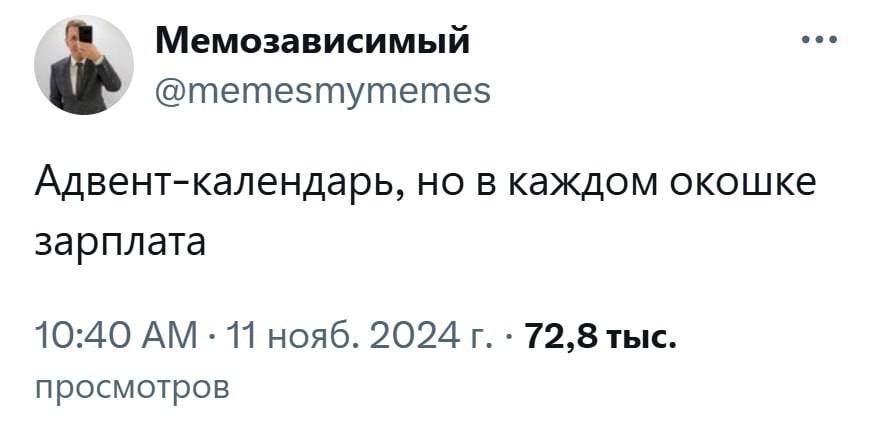 Мемозависимый
@memesmymemes
Адвент-календарь, но в каждом окошке
зарплата
10:40 AM · 11 нояб. 2024 г. · 72,8 тыс.
просмотров